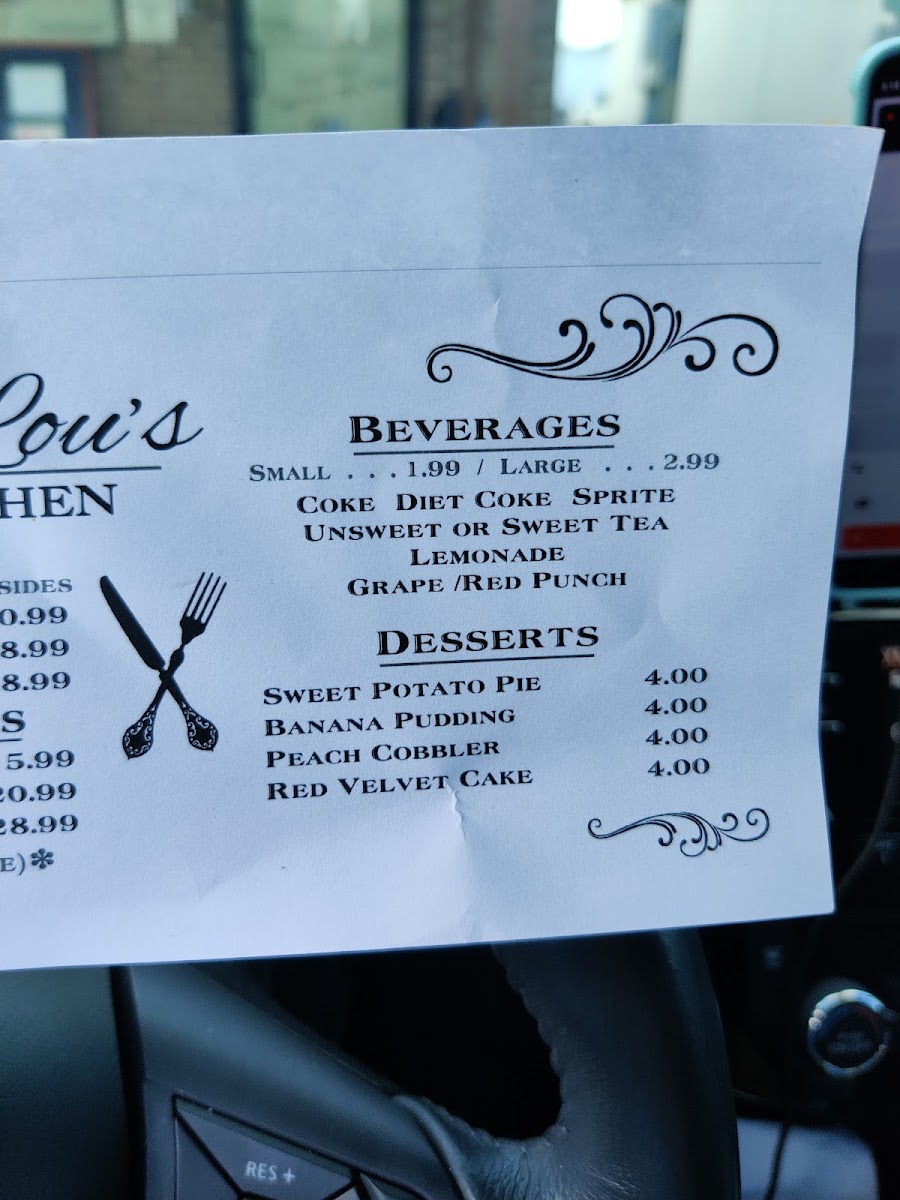 Lou's
HEN
SIDES
0.99
8.99
8.99
S
5.99
20.99
28.99
E)*
BEVERAGES
SMALL . . . 1.99 / LARGE . . . 2.99
COKE DIET COKE SPRITE
UNSWEET OR SWEET TEA
LEMONADE
GRAPE /RED PUNCH
DESSERTS
SWEET POTATO PIE 4.00
BANANA PUDDING 4.00
PEACH COBBLER 4.00
RED VELVET CAKE 4.00
RES +